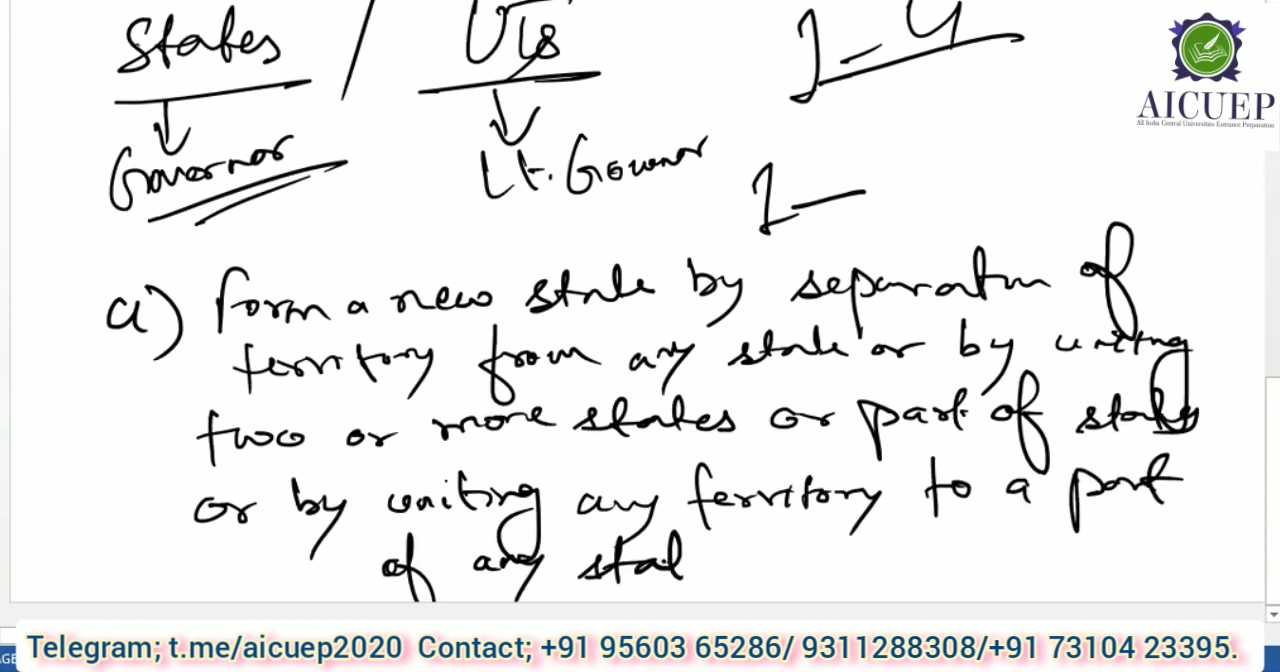 States / UTs 1-4
Governor Lt. Governor
1-
a) Form a new state by separation of
territory from any state or by uniting
two or more states or part of states
or by uniting any territory to a part
of any stat
AICUEP
All India Central Universities Entrance Preparation
Telegram; t.me/aicuep2020 Contact; +91 95603 65286/ 9311288308/+91 73104 23395.